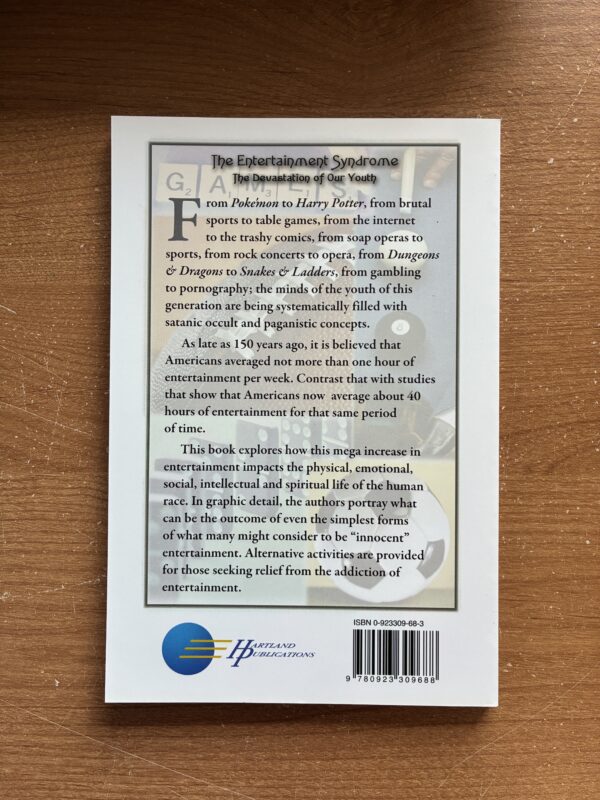 The Entertainment Syndrome
The Devastation of Our Youth
GAMES
From Pokémon to Harry Potter, from brutal
sports to table games, from the internet
to the trashy comics, from soap operas to
sports, from rock concerts to opera, from Dungeons
& Dragons to Snakes & Ladders, from gambling
to pornography; the minds of the youth of this
generation are being systematically filled with
satanic occult and paganistic concepts.
As late as 150 years ago, it is believed that
Americans averaged not more than one hour of
entertainment per week. Contrast that with studies
that show that Americans now average about 40
hours of entertainment for that same period
of time.
This book explores how this mega increase in
entertainment impacts the physical, emotional,
social, intellectual and spiritual life of the human
race. In graphic detail, the authors portray what
can be the outcome of even the simplest forms
of what many might consider to be “innocent”
entertainment. Alternative activities are provided
for those seeking relief from the addiction of
entertainment.
ISBN 0-923309-68-3
HARTLAND
PUBLICATIONS
9 780923 309688